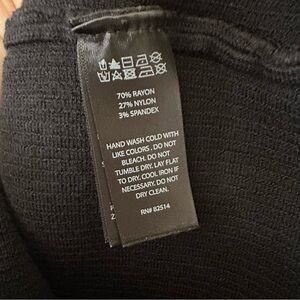 70% RAYON
27% NYLON
3% SPANDEX
HAND WASH COLD WITH
LIKE COLORS. DO NOT
BLEACH. DO NOT
TUMBLE DRY. LAY FLAT
TO DRY. COOL IRON IF
NECESSARY. DO NOT
DRY CLEAN.
RN# 82514